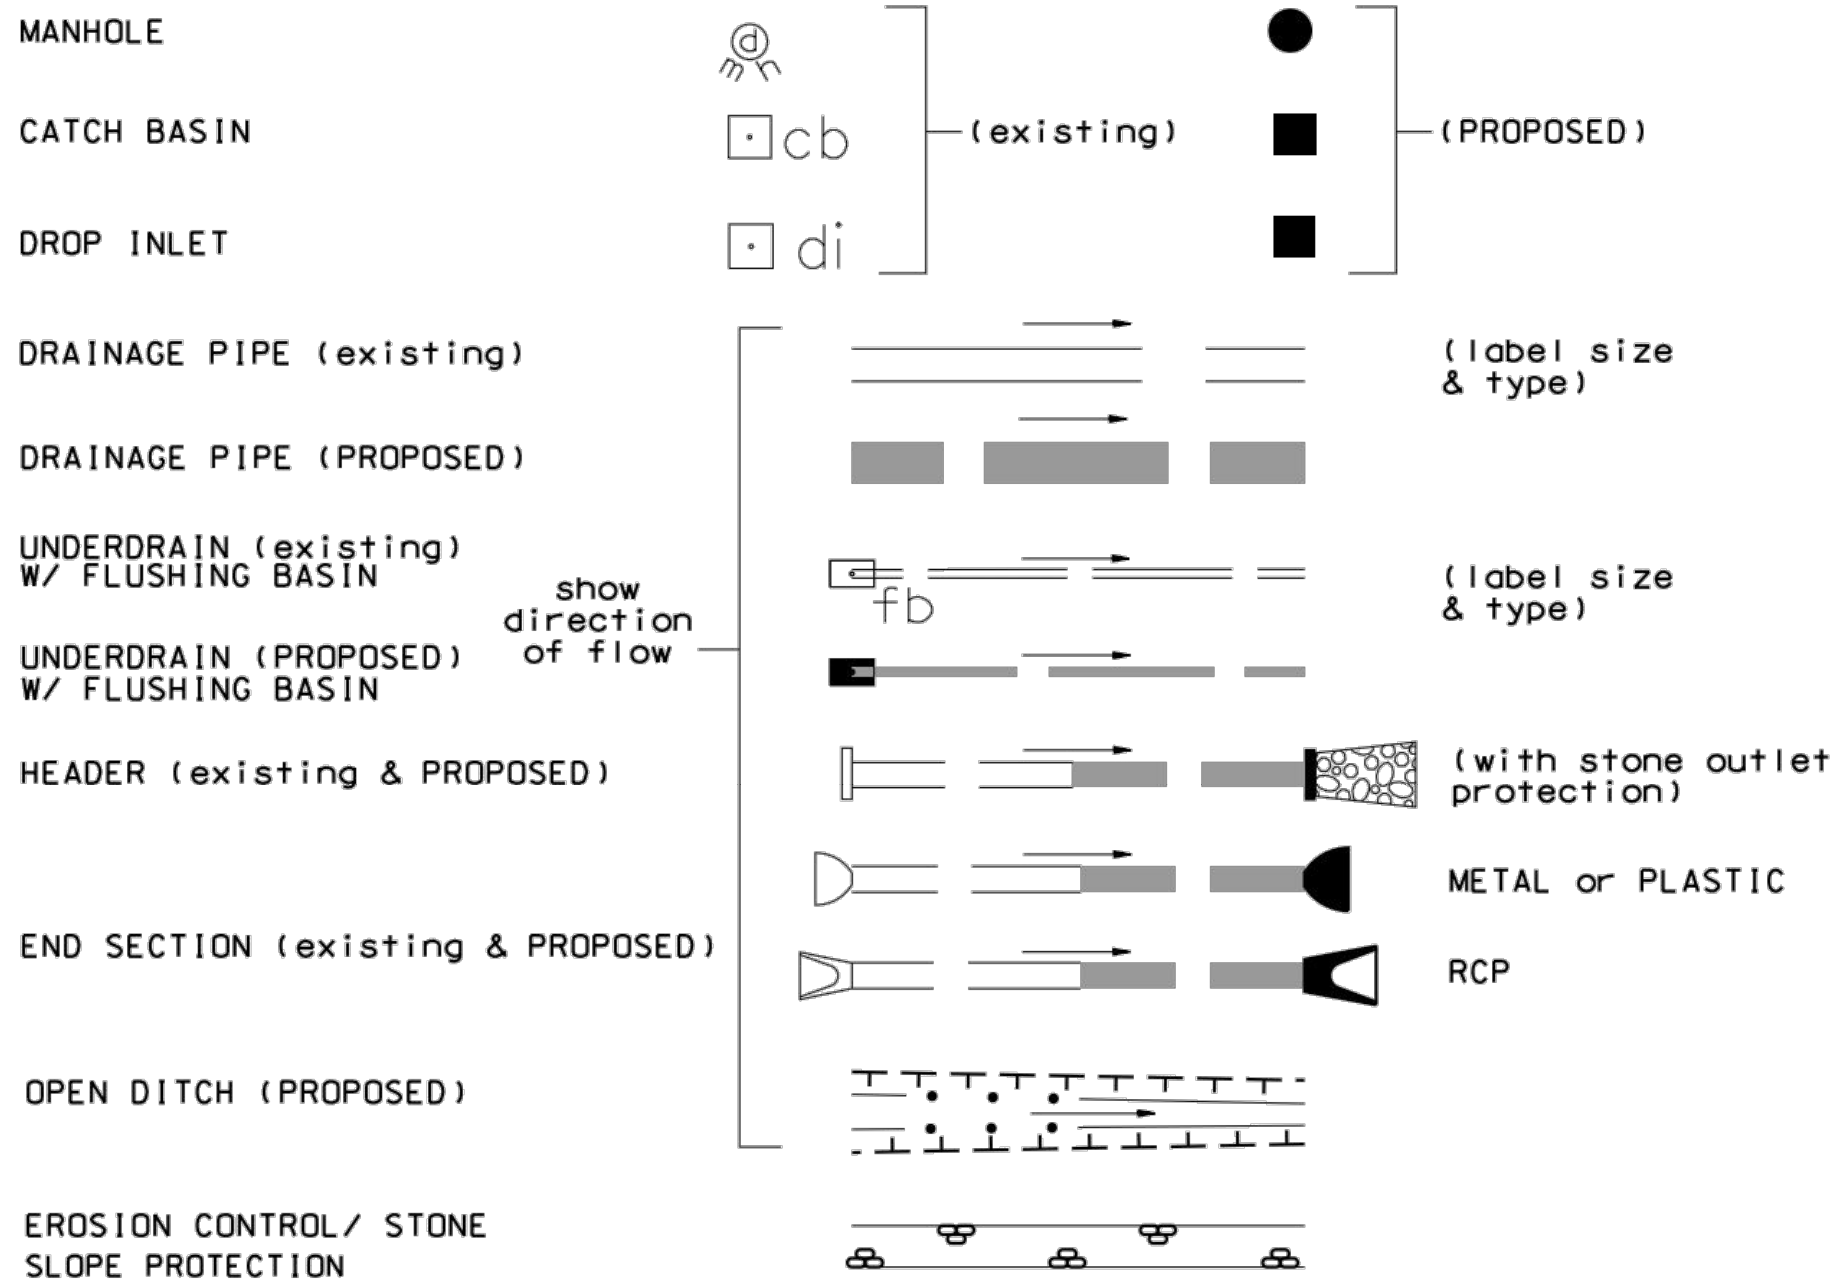 MANHOLE
d
mh
CATCH BASIN
cb
(existing)
(PROPOSED)
DROP INLET
di
DRAINAGE PIPE (existing)
(label size
& type)
DRAINAGE PIPE (PROPOSED)
UNDERDRAIN (existing)
W/ FLUSHING BASIN
fb
(label size
& type)
show
direction
of flow
UNDERDRAIN (PROPOSED)
W/ FLUSHING BASIN
HEADER (existing & PROPOSED)
(with stone outlet
protection)
METAL or PLASTIC
END SECTION (existing & PROPOSED)
RCP
OPEN DITCH (PROPOSED)
EROSION CONTROL/ STONE
SLOPE PROTECTION